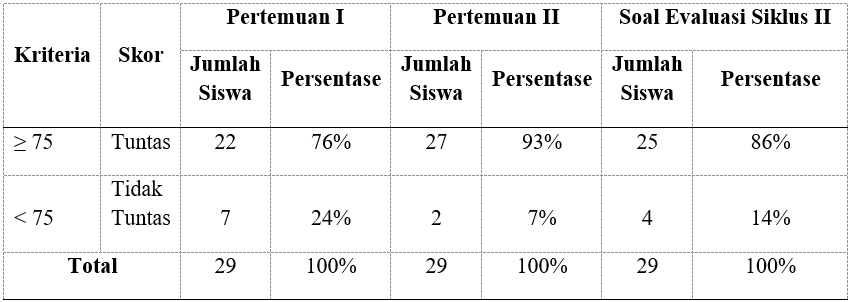 Kriteria Skor Pertemuan I Pertemuan II Soal Evaluasi Siklus II
Jumlah Siswa Persentase Jumlah Siswa Persentase Jumlah Siswa Persentase
≥ 75 Tuntas 22 76% 27 93% 25 86%
< 75 Tidak Tuntas 7 24% 2 7% 4 14%
Total 29 100% 29 100% 29 100%